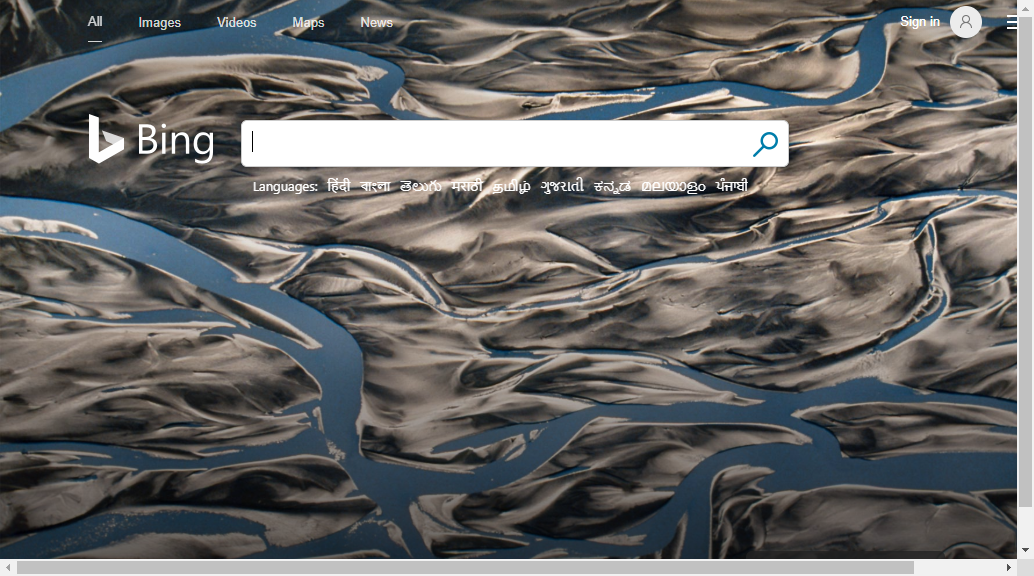 All Images Videos Maps News Sign in
Bing
Languages: हिंदी বাংলা తెలుగు मराठी தமிழ் ગુજરાતી ಕನ್ನಡ മലയാളം ਪੰਜਾਬੀ